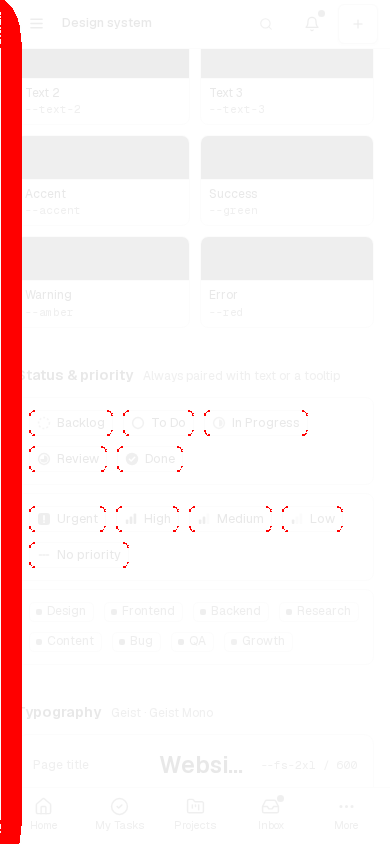 Design system
Text 2
--text-2
Text 3
--text-3
Accent
--accent
Success
--green
Warning
--amber
Error
--red
Status & priority Always paired with text or a tooltip
Backlog To Do In Progress
Review Done
Urgent High Medium Low
No priority
Design Frontend Backend Research
Content Bug QA Growth
Typography Geist · Geist Mono
Page title Websi... --fs-2xl / 600
Home My Tasks Projects Inbox More